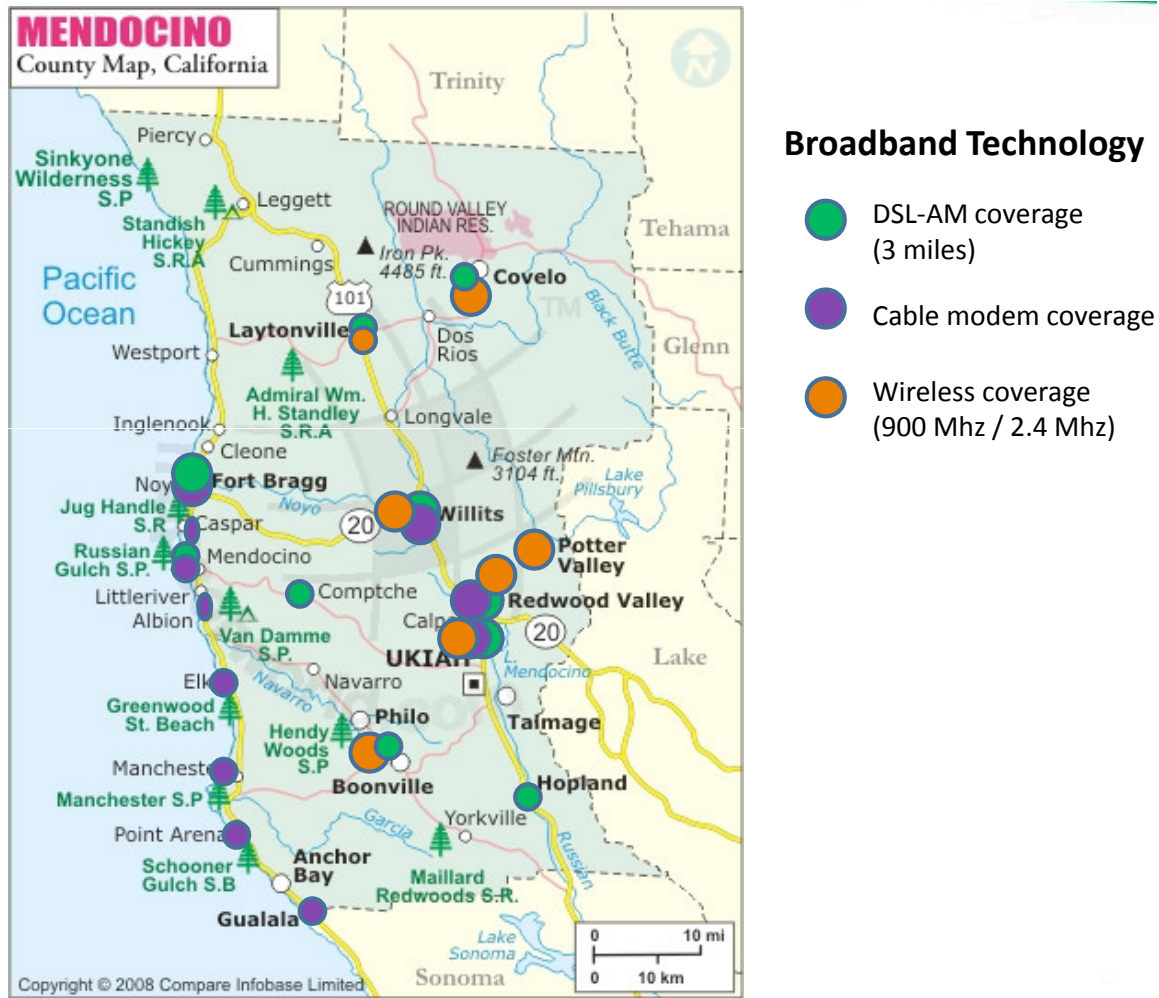 MENDOCINO
County Map, California
N
Trinity
Piercy
Sinkyone
Wilderness
S.P
Leggett
Standish
Hickey
S.R.A
ROUND VALLEY
INDIAN RES.
Tehama
Iron Pk.
4485 ft.
Cummings
Covelo
Pacific
Ocean
101
TM
Black Butte
Laytonville
Dos
Rios
Glenn
Westport
Admiral Wm.
H. Standley
S.R.A
Longvale
Inglenook
Cleone
Foster Mtn.
3104 ft.
Lake
Pillsbury
Fort Bragg
Noyo
Jug Handle
S.R
Caspar
20
Willits
Russian
Gulch S.P.
Mendocino
Potter
Valley
Comptche
Littleriver
Albion
Redwood Valley
Calp
20
Van Damme
S.P.
UKIAH
L.
Mendocino
Lake
Elk
Navarro
Navarro
Greenwood
St. Beach
Philo
Talmage
Hendy
Woods
S.P
Manchest
Boonville
Hopland
Manchester S.P
Yorkville
Garcia
Point Arena
Russian
Schooner
Gulch S.B
Anchor
Bay
Maillard
Redwoods S.R.
Gualala
Lake
Sonoma
0 10 mi
0 10 km
Sonoma
Copyright © 2008 Compare Infobase Limited
Broadband Technology
DSL-AM coverage
(3 miles)
Cable modem coverage
Wireless coverage
(900 Mhz / 2.4 Mhz)